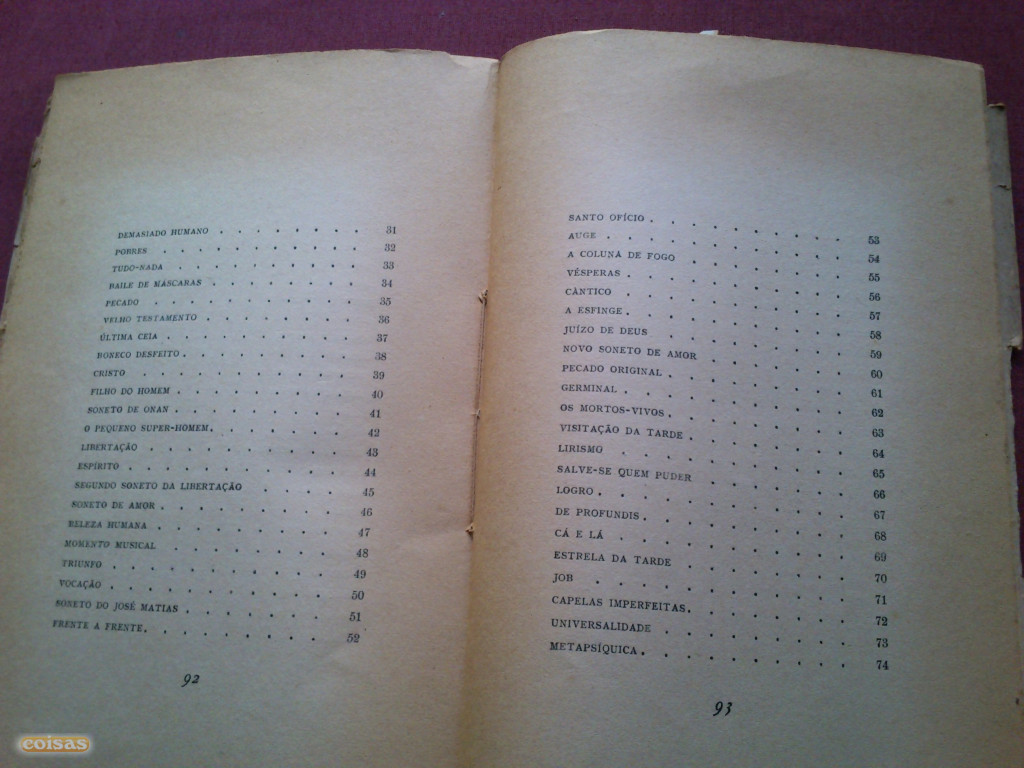 DEMASIADO HUMANO . . . . . . . . 31
POBRES . . . . . . . . . . . 32
TUDO-NADA . . . . . . . . . . 33
BAILE DE MÁSCARAS . . . . . . . . 34
PECADO . . . . . . . . . . . 35
VELHO TESTAMENTO . . . . . . . . 36
ÚLTIMA CEIA . . . . . . . . . . 37
BONECO DESFEITO . . . . . . . . . 38
CRISTO . . . . . . . . . . . 39
FILHO DO HOMEM . . . . . . . . . 40
SONETO DE ONAN . . . . . . . . . 41
O PEQUENO SUPER-HOMEM. . . . . . . . 42
LIBERTAÇÃO . . . . . . . . . . 43
ESPÍRITO . . . . . . . . . . . 44
SEGUNDO SONETO DA LIBERTAÇÃO . . . . . 45
SONETO DE AMOR . . . . . . . . . 46
BELEZA HUMANA . . . . . . . . . 47
MOMENTO MUSICAL . . . . . . . . 48
TRIUNFO . . . . . . . . . . . 49
VOCAÇÃO . . . . . . . . . . . 50
SONETO DO JOSÉ MATIAS . . . . . . . 51
FRENTE A FRENTE. . . . . . . . . 52
92
SANTO OFÍCIO . . . . . . . . . 53
AUGE . . . . . . . . . . . 54
A COLUNA DE FOGO . . . . . . . . 55
VÉSPERAS . . . . . . . . . . 56
CÂNTICO . . . . . . . . . . 57
A ESFINGE. . . . . . . . . . 58
JUÍZO DE DEUS . . . . . . . . . 59
NOVO SONETO DE AMOR . . . . . . . 60
PECADO ORIGINAL . . . . . . . . 61
GERMINAL . . . . . . . . . . 62
OS MORTOS-VIVOS . . . . . . . . 63
VISITAÇÃO DA TARDE . . . . . . . . 64
LIRISMO . . . . . . . . . . 65
SALVE-SE QUEM PUDER . . . . . . . 66
LOGRO . . . . . . . . . . . 67
DE PROFUNDIS . . . . . . . . . 68
CÁ E LÁ . . . . . . . . . . 69
ESTRELA DA TARDE . . . . . . . . 70
JOB . . . . . . . . . . . 71
CAPELAS IMPERFEITAS. . . . . . . . 72
UNIVERSALIDADE . . . . . . . . . 73
METAPSÍQUICA . . . . . . . . . 74
93
coisas